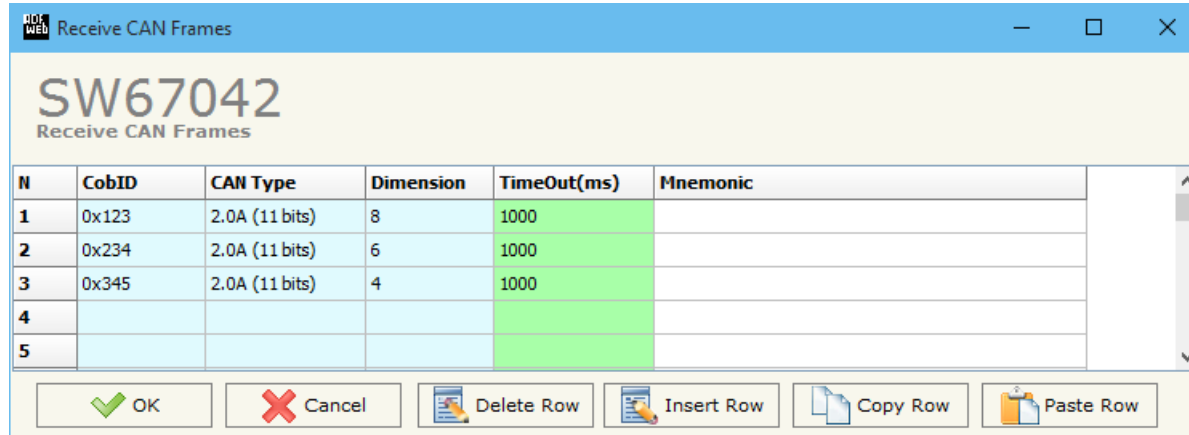 ADF
WEB Receive CAN Frames
SW67042
Receive CAN Frames
N CobID CAN Type Dimension TimeOut(ms) Mnemonic
1 0x123 2.0A (11 bits) 8 1000
2 0x234 2.0A (11 bits) 6 1000
3 0x345 2.0A (11 bits) 4 1000
4
5
OK Cancel Delete Row Insert Row Copy Row Paste Row